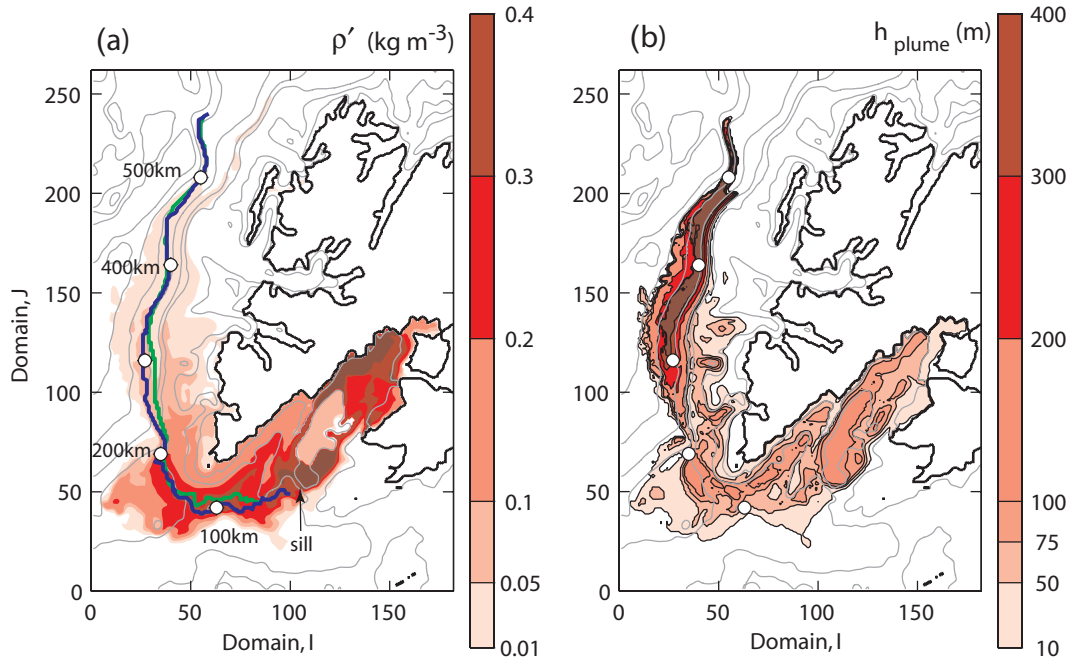 (a)
ρ′ (kg m⁻³)
0.4
0.3
0.2
0.1
0.05
0.01
250
200
150
100
50
0
Domain, J
500km
400km
200km
100km
sill
0 50 100 150
Domain, I
(b)
h plume (m)
400
300
200
100
75
50
10
250
200
150
100
50
0
0 50 100 150
Domain, I